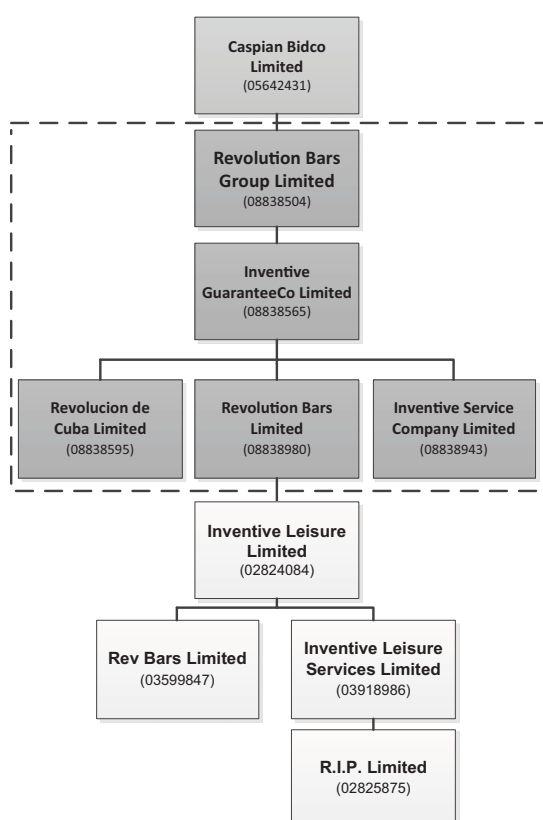 Caspian Bidco
Limited
(05642431)
Revolution Bars
Group Limited
(08838504)
Inventive
GuaranteeCo Limited
(08838565)
Revolucion de
Cuba Limited
(08838595)
Revolution Bars
Limited
(08838980)
Inventive Service
Company Limited
(08838943)
Inventive Leisure
Limited
(02824084)
Rev Bars Limited
(03599847)
Inventive Leisure
Services Limited
(03918986)
R.I.P. Limited
(02825875)